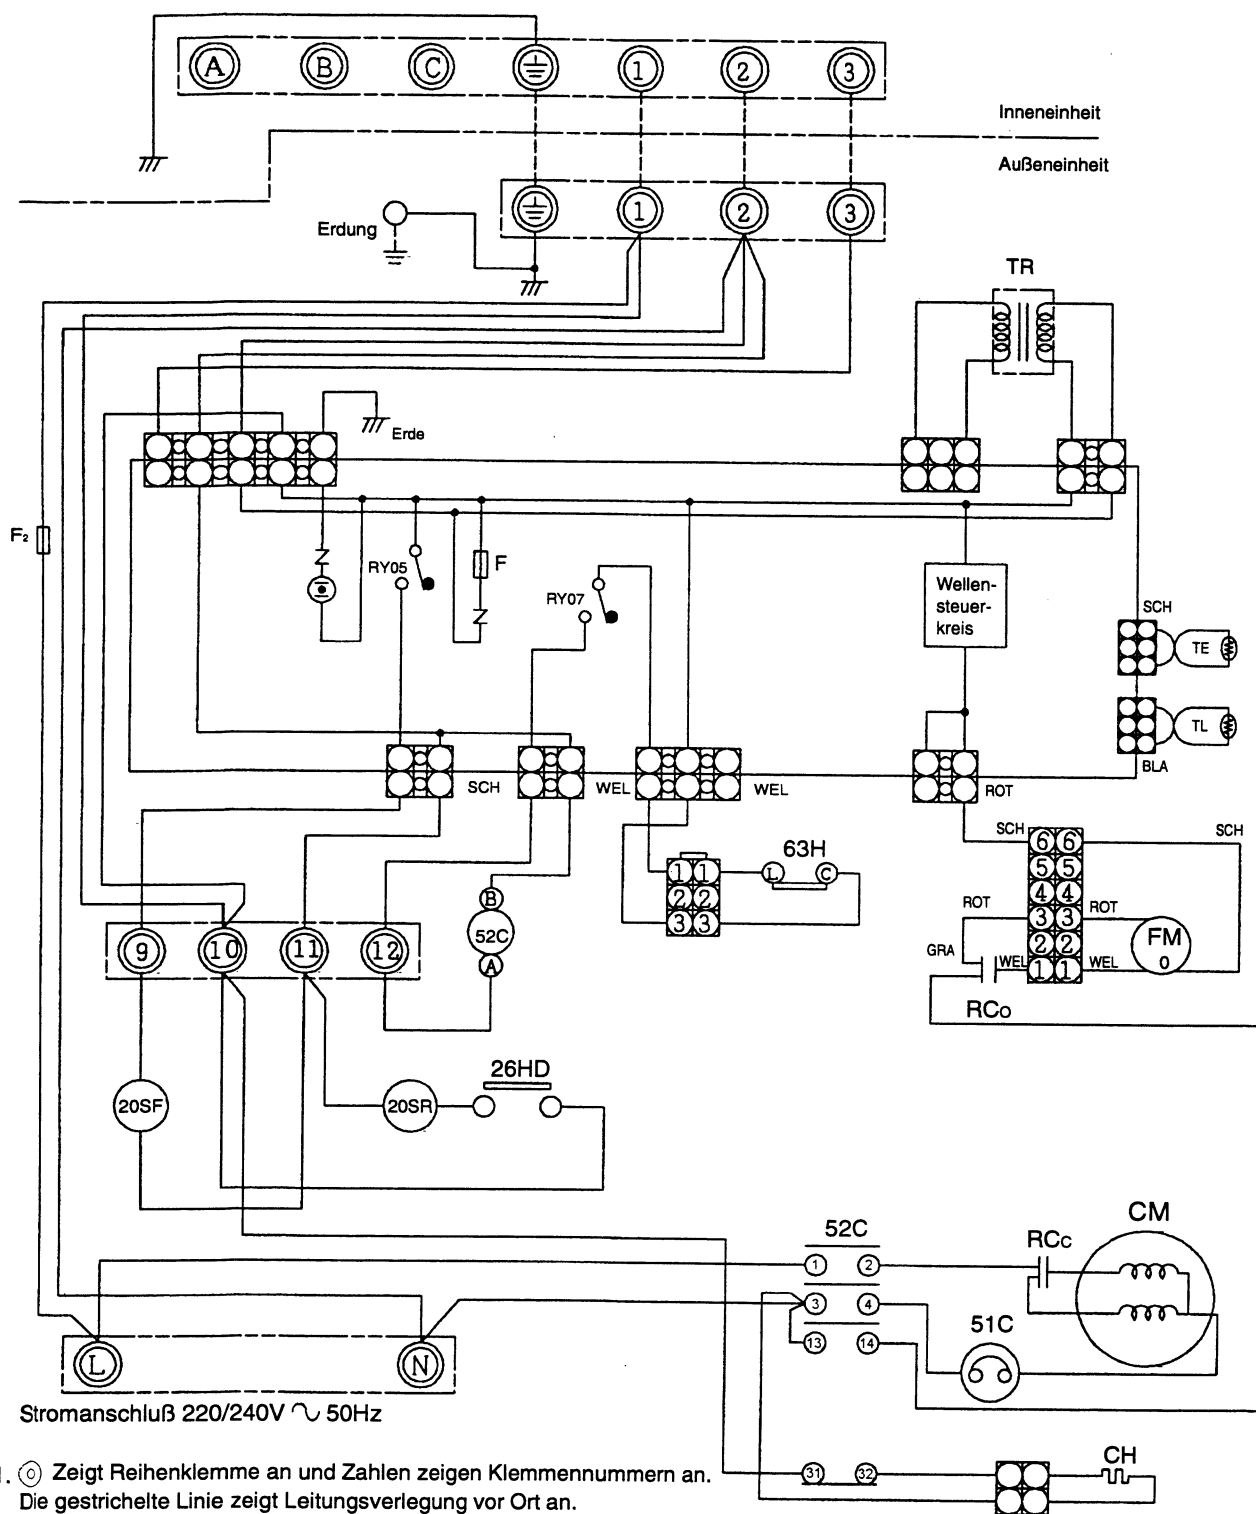 A B C 1 2 3
Inneneinheit
Außeneinheit
1 2 3
Erdung
TR
Erde
F₂
RY05
F
RY07
Wellen-
steuer-
kreis
SCH
TE
TL
BLA
SCH
WEL
WEL
ROT
B
52C
A
63H
L C
1 1
2 2
3 3
SCH
SCH
6 6
5 5
4 4
ROT
3 3
ROT
GRA
2 2
WEL
1 1
WEL
FM
O
RCO
9 10 11 12
26HD
20SF
20SR
52C
CM
RCC
1 2
3 4
51C
13 14
L N
Stromanschluß 220/240V ∿ 50Hz
CH
31 32
. Zeigt Reihenklemme an und Zahlen zeigen Klemmennummern an.
Die gestrichelte Linie zeigt Leitungsverlegung vor Ort an.